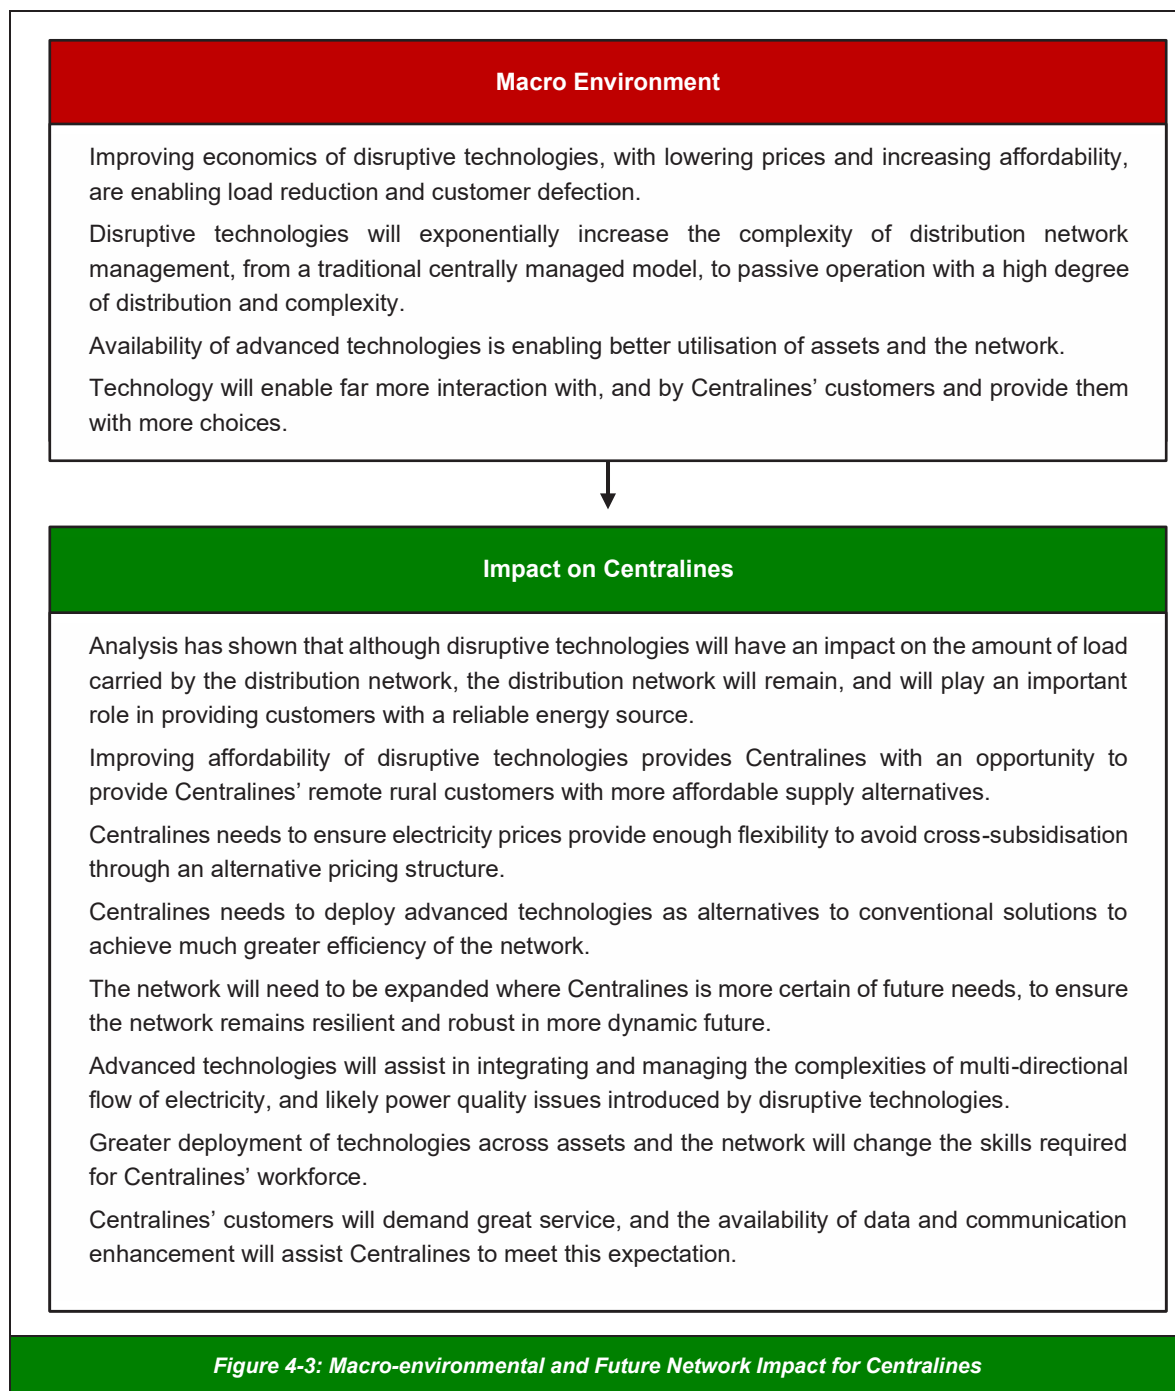 Macro Environment
Improving economics of disruptive technologies, with lowering prices and increasing affordability,
are enabling load reduction and customer defection.
Disruptive technologies will exponentially increase the complexity of distribution network
management, from a traditional centrally managed model, to passive operation with a high degree
of distribution and complexity.
Availability of advanced technologies is enabling better utilisation of assets and the network.
Technology will enable far more interaction with, and by Centralines’ customers and provide them
with more choices.
Impact on Centralines
Analysis has shown that although disruptive technologies will have an impact on the amount of load
carried by the distribution network, the distribution network will remain, and will play an important
role in providing customers with a reliable energy source.
Improving affordability of disruptive technologies provides Centralines with an opportunity to
provide Centralines’ remote rural customers with more affordable supply alternatives.
Centralines needs to ensure electricity prices provide enough flexibility to avoid cross-subsidisation
through an alternative pricing structure.
Centralines needs to deploy advanced technologies as alternatives to conventional solutions to
achieve much greater efficiency of the network.
The network will need to be expanded where Centralines is more certain of future needs, to ensure
the network remains resilient and robust in more dynamic future.
Advanced technologies will assist in integrating and managing the complexities of multi-directional
flow of electricity, and likely power quality issues introduced by disruptive technologies.
Greater deployment of technologies across assets and the network will change the skills required
for Centralines’ workforce.
Centralines’ customers will demand great service, and the availability of data and communication
enhancement will assist Centralines to meet this expectation.
Figure 4-3: Macro-environmental and Future Network Impact for Centralines